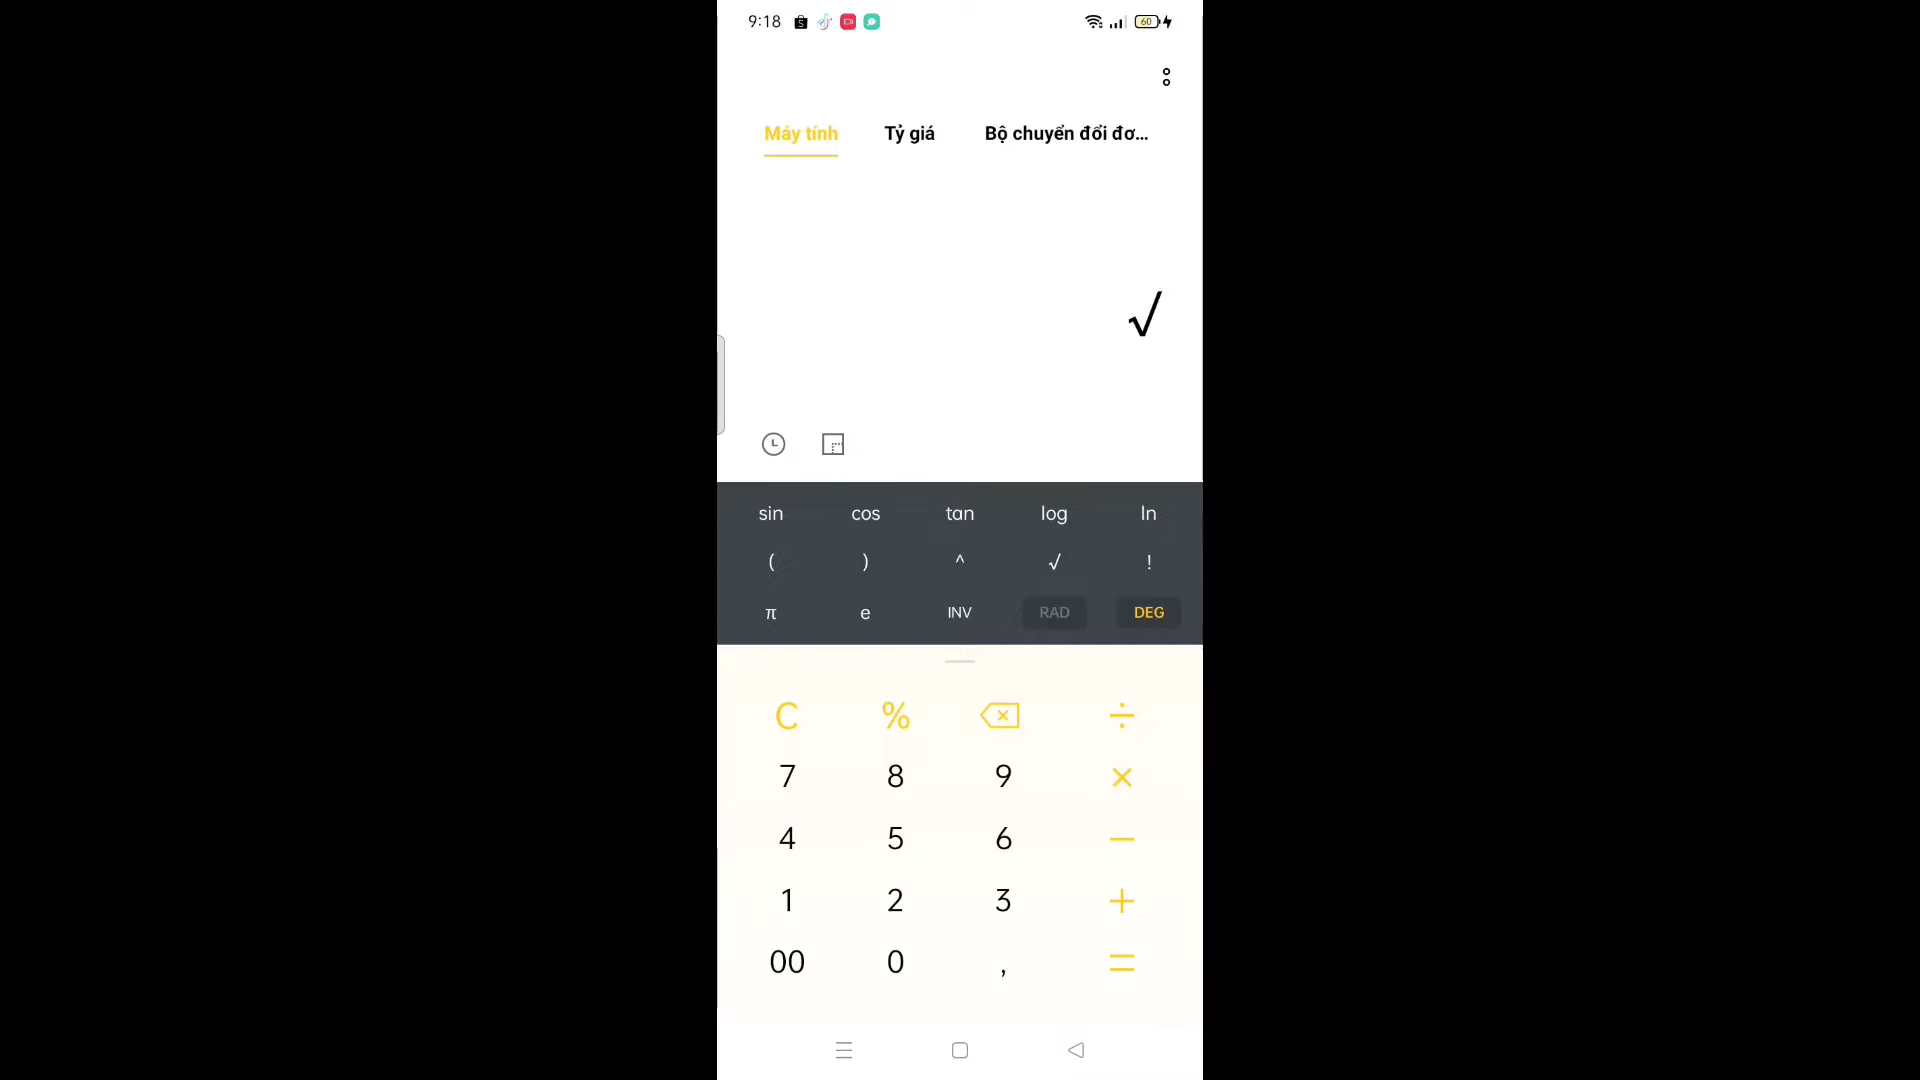 9:18 60
Máy tính Tỷ giá Bộ chuyển đổi đơ...
√
sin cos tan log ln
( ) ^ √ !
π e INV RAD DEG
C % ÷
7 8 9 ×
4 5 6 −
1 2 3 +
00 0 , =